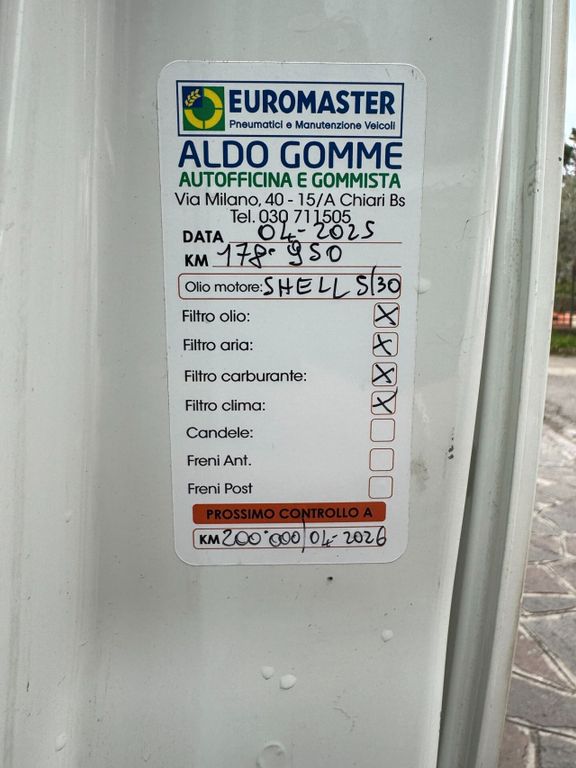 EUROMASTER
Pneumatici e Manutenzione Veicoli
ALDO GOMME
AUTOFFICINA E GOMMISTA
Via Milano, 40 - 15/A Chiari Bs
Tel. 030 711505
DATA 04-2025
KM 178.950
Olio motore: SHELL 5/30
Filtro olio: X
Filtro aria: X
Filtro carburante: X
Filtro clima: X
Candele:
Freni Ant.
Freni Post
PROSSIMO CONTROLLO A
KM 200.000/04-2026